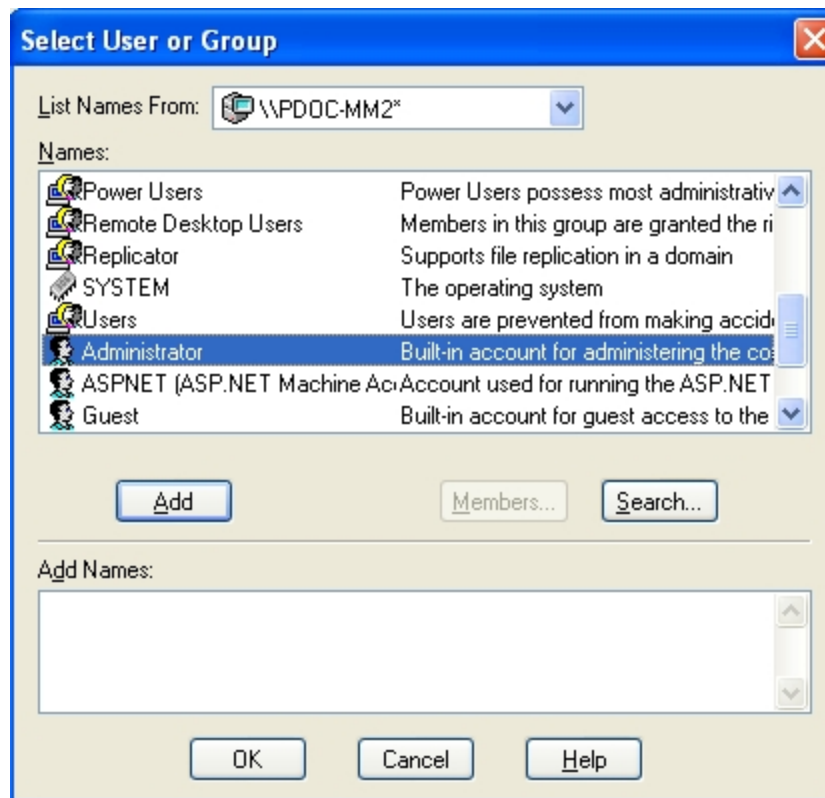 Select User or Group
List Names From: \\PDOC-MM2*
Names:
Power Users Power Users possess most administrativ
Remote Desktop Users Members in this group are granted the ri
Replicator Supports file replication in a domain
SYSTEM The operating system
Users Users are prevented from making accide
Administrator Built-in account for administering the co
ASPNET (ASP.NET Machine Acc Account used for running the ASP.NET
Guest Built-in account for guest access to the
Add Members... Search...
Add Names:
OK Cancel Help